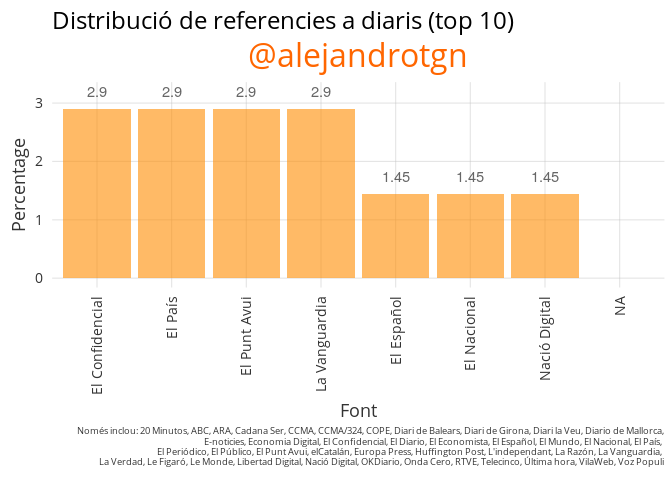 Distribució de referencies a diaris (top 10)
@alejandrotgn
2.9 2.9 2.9 2.9
1.45 1.45 1.45
Percentage
3
2
1
0
El Confidencial
El País
El Punt Avui
La Vanguardia
El Español
El Nacional
Nació Digital
NA
Font
Només inclou: 20 Minutos, ABC, ARA, Cadana Ser, CCMA, CCMA/324, COPE, Diari de Balears, Diari de Girona, Diari la Veu, Diario de Mallorca,
E-noticies, Economia Digital, El Confidencial, El Diario, El Economista, El Español, El Mundo, El Nacional, El País,
El Periódico, El Público, El Punt Avui, elCatalán, Europa Press, Huffington Post, L'independant, La Razón, La Vanguardia,
La Verdad, Le Figaró, Le Monde, Libertad Digital, Nació Digital, OKDiario, Onda Cero, RTVE, Telecinco, Última hora, VilaWeb, Voz Populi